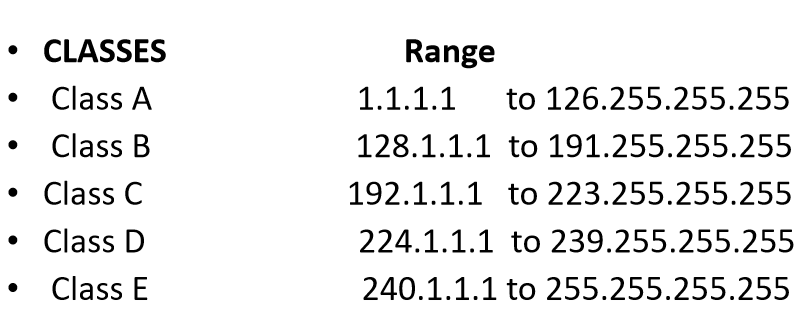 • CLASSES Range
• Class A 1.1.1.1 to 126.255.255.255
• Class B 128.1.1.1 to 191.255.255.255
• Class C 192.1.1.1 to 223.255.255.255
• Class D 224.1.1.1 to 239.255.255.255
• Class E 240.1.1.1 to 255.255.255.255